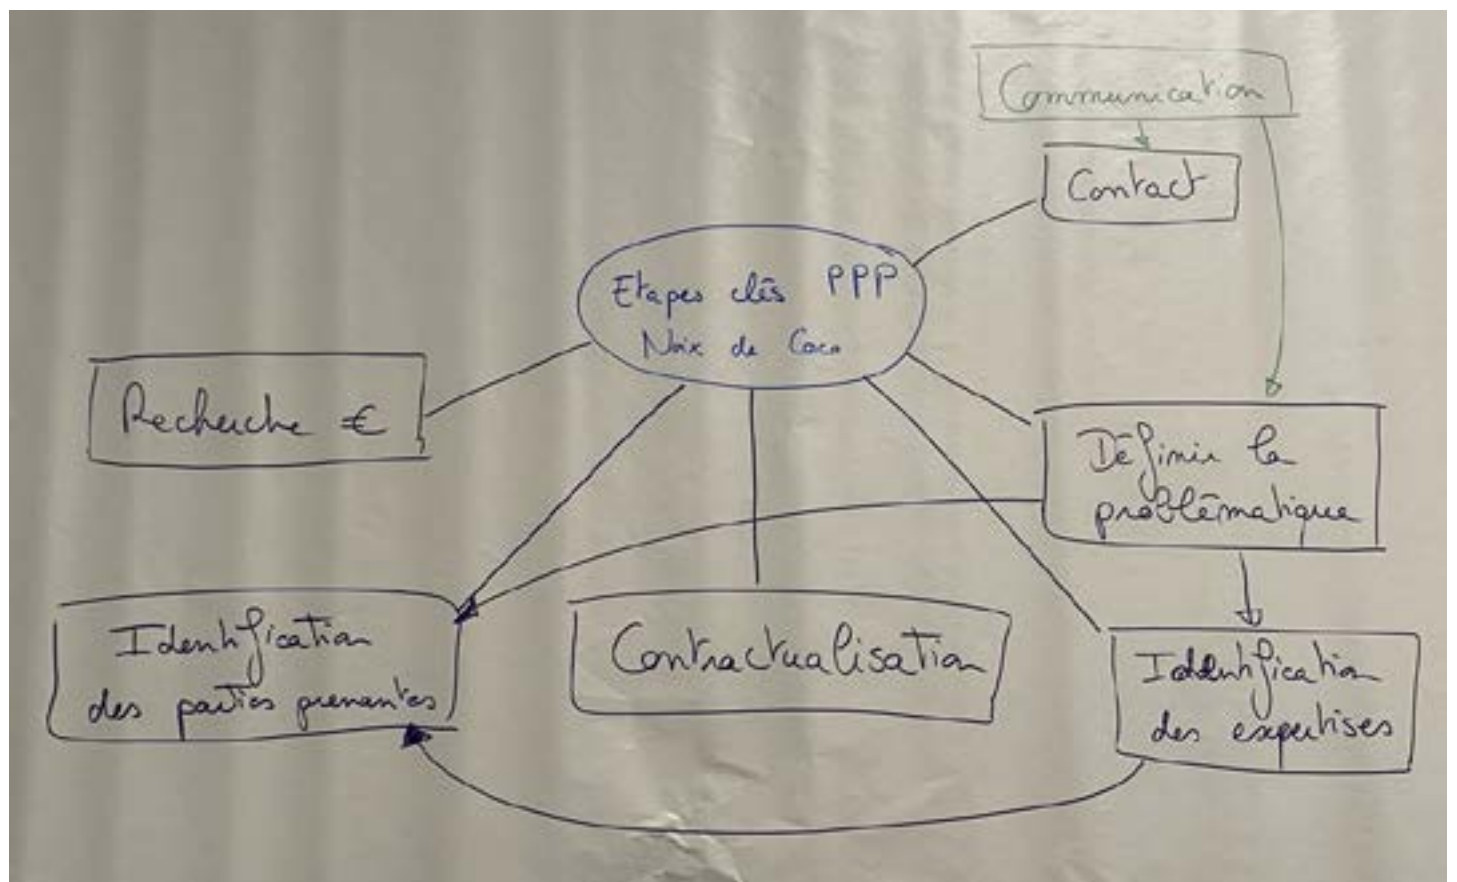 Communication
Contact
Etapes clés PPP
Noix de Coco
Recherche €
Définir la
problématique
Identification
des parties prenantes
Contractualisation
Identification
des expertises